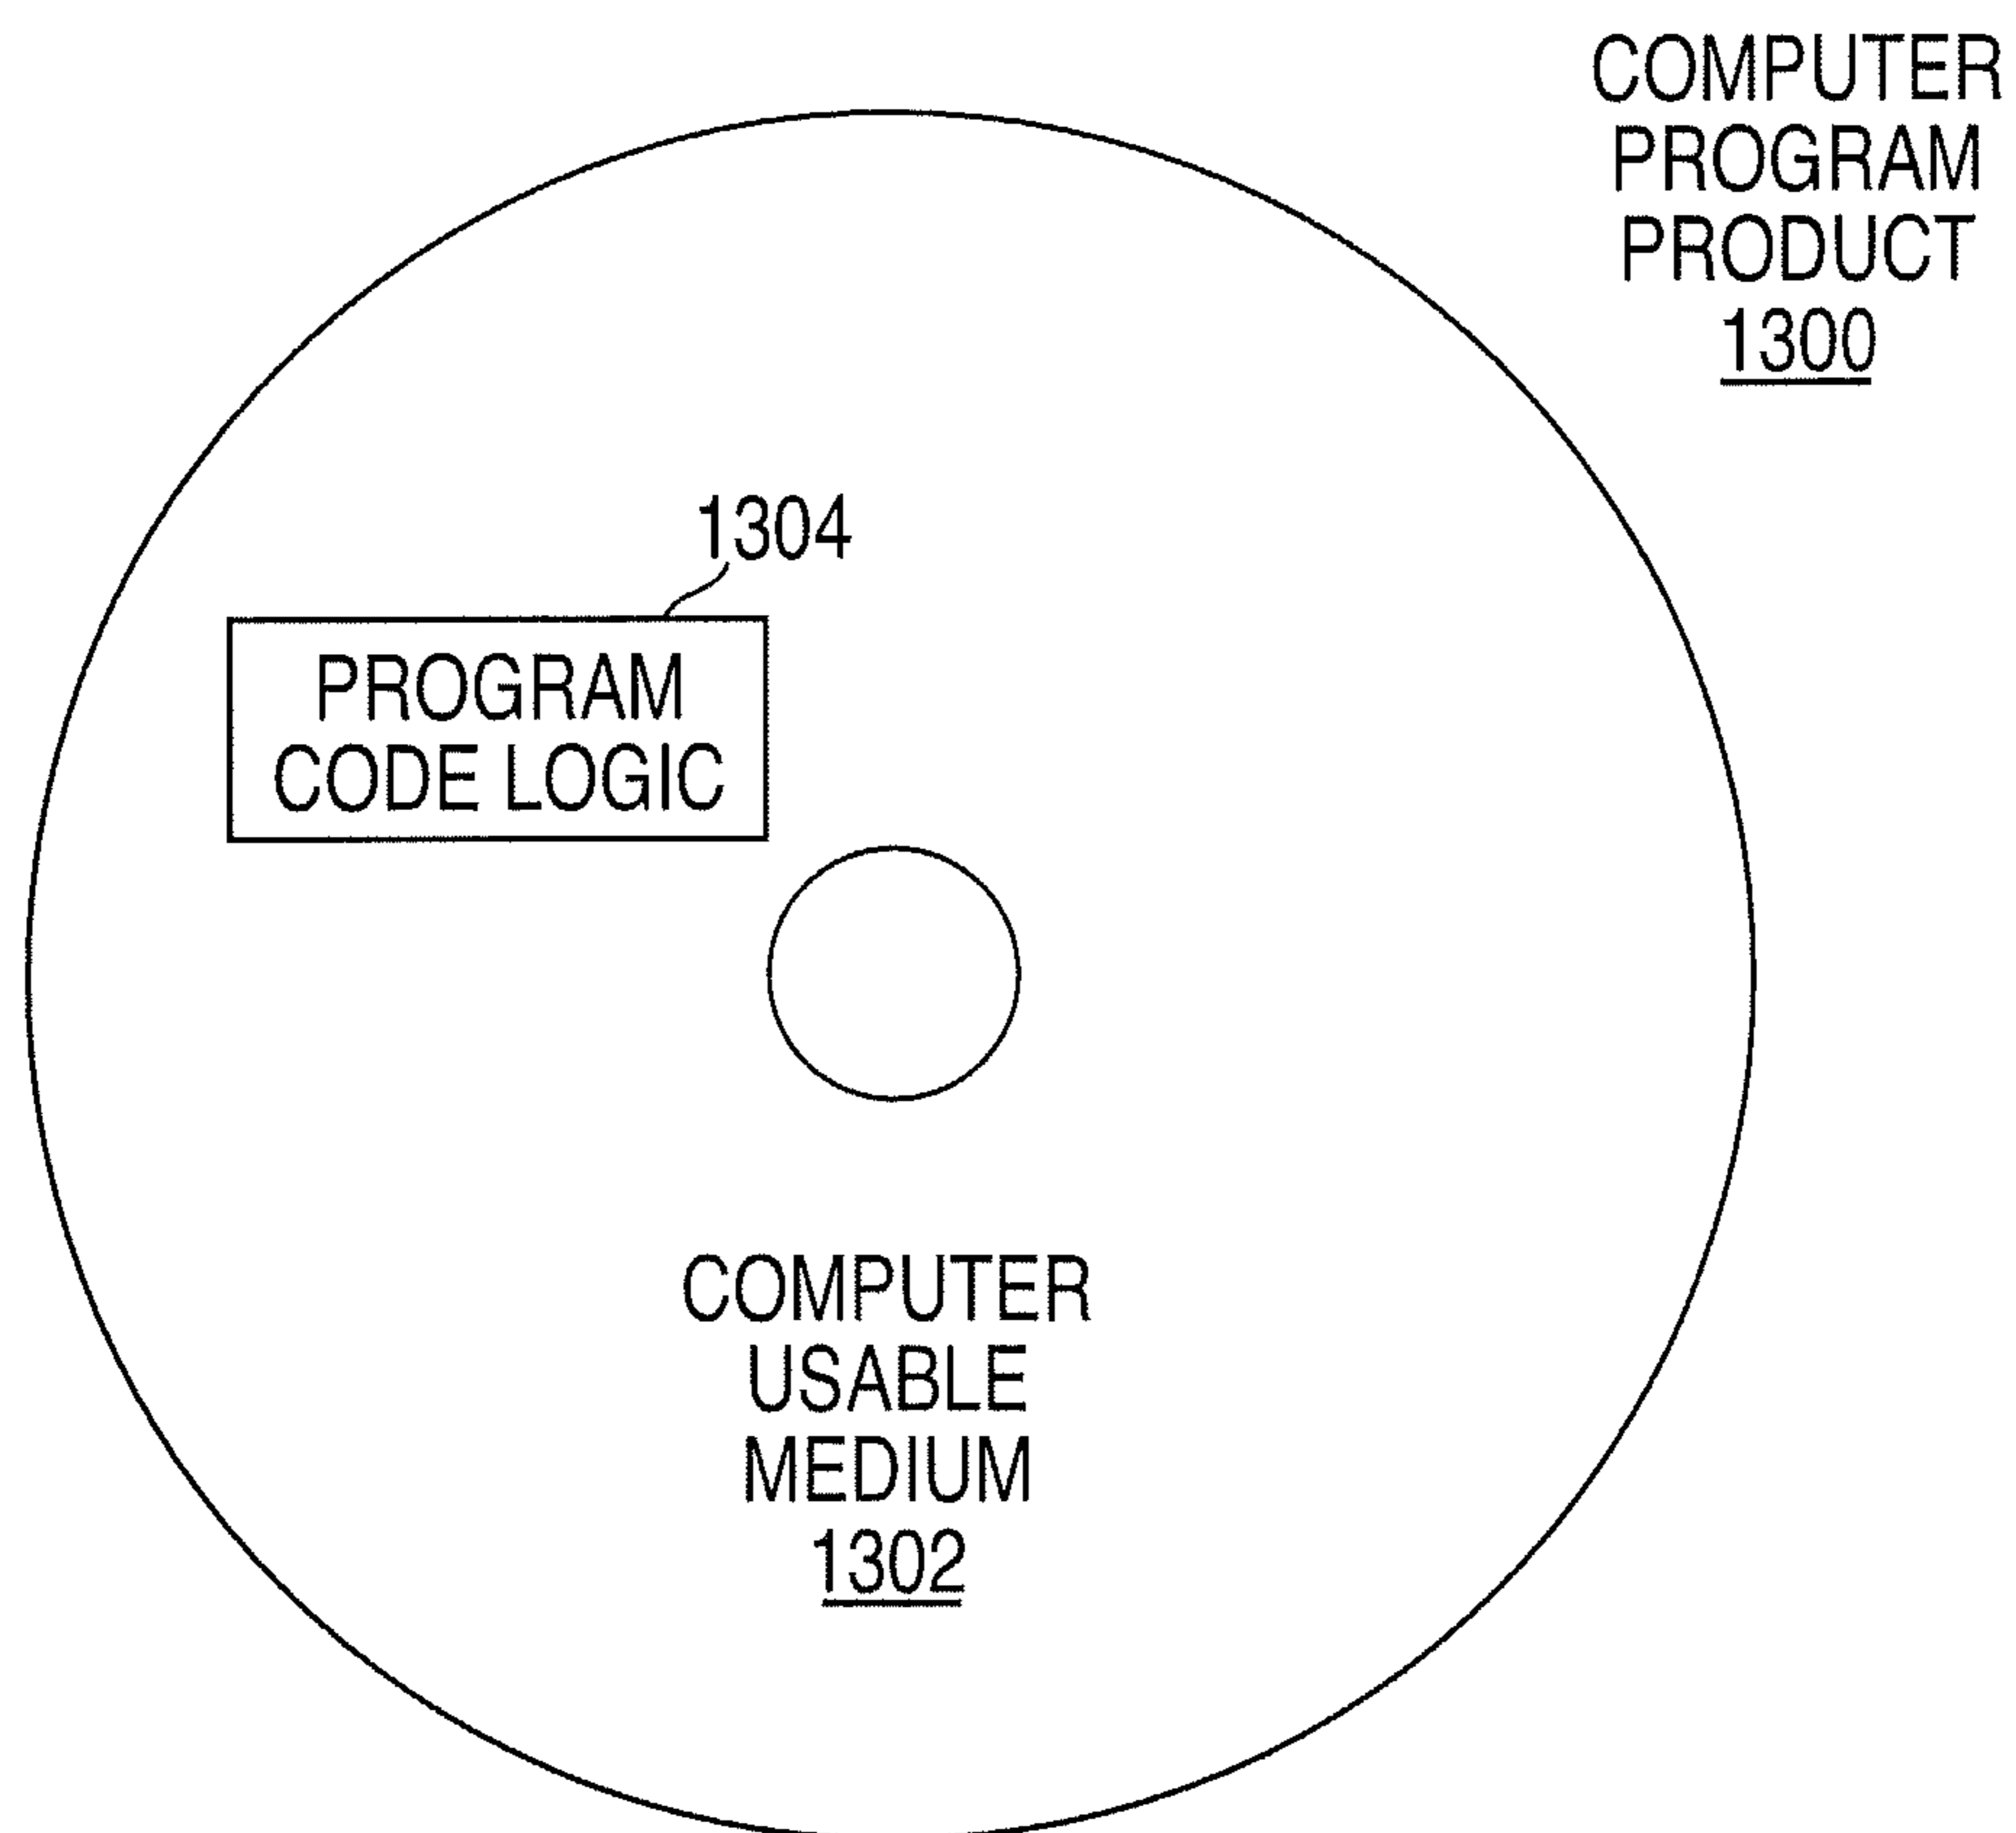 COMPUTER
PROGRAM
PRODUCT
1300
1304
PROGRAM
CODE LOGIC
COMPUTER
USABLE
MEDIUM
1302